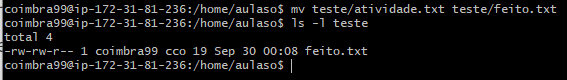 coimbra99@ip-172-31-81-236:/home/aulaso$ mv teste/atividade.txt teste/feito.txt
coimbra99@ip-172-31-81-236:/home/aulaso$ ls -l teste
total 4
-rw-rw-r-- 1 coimbra99 cco 19 Sep 30 00:08 feito.txt
coimbra99@ip-172-31-81-236:/home/aulaso$